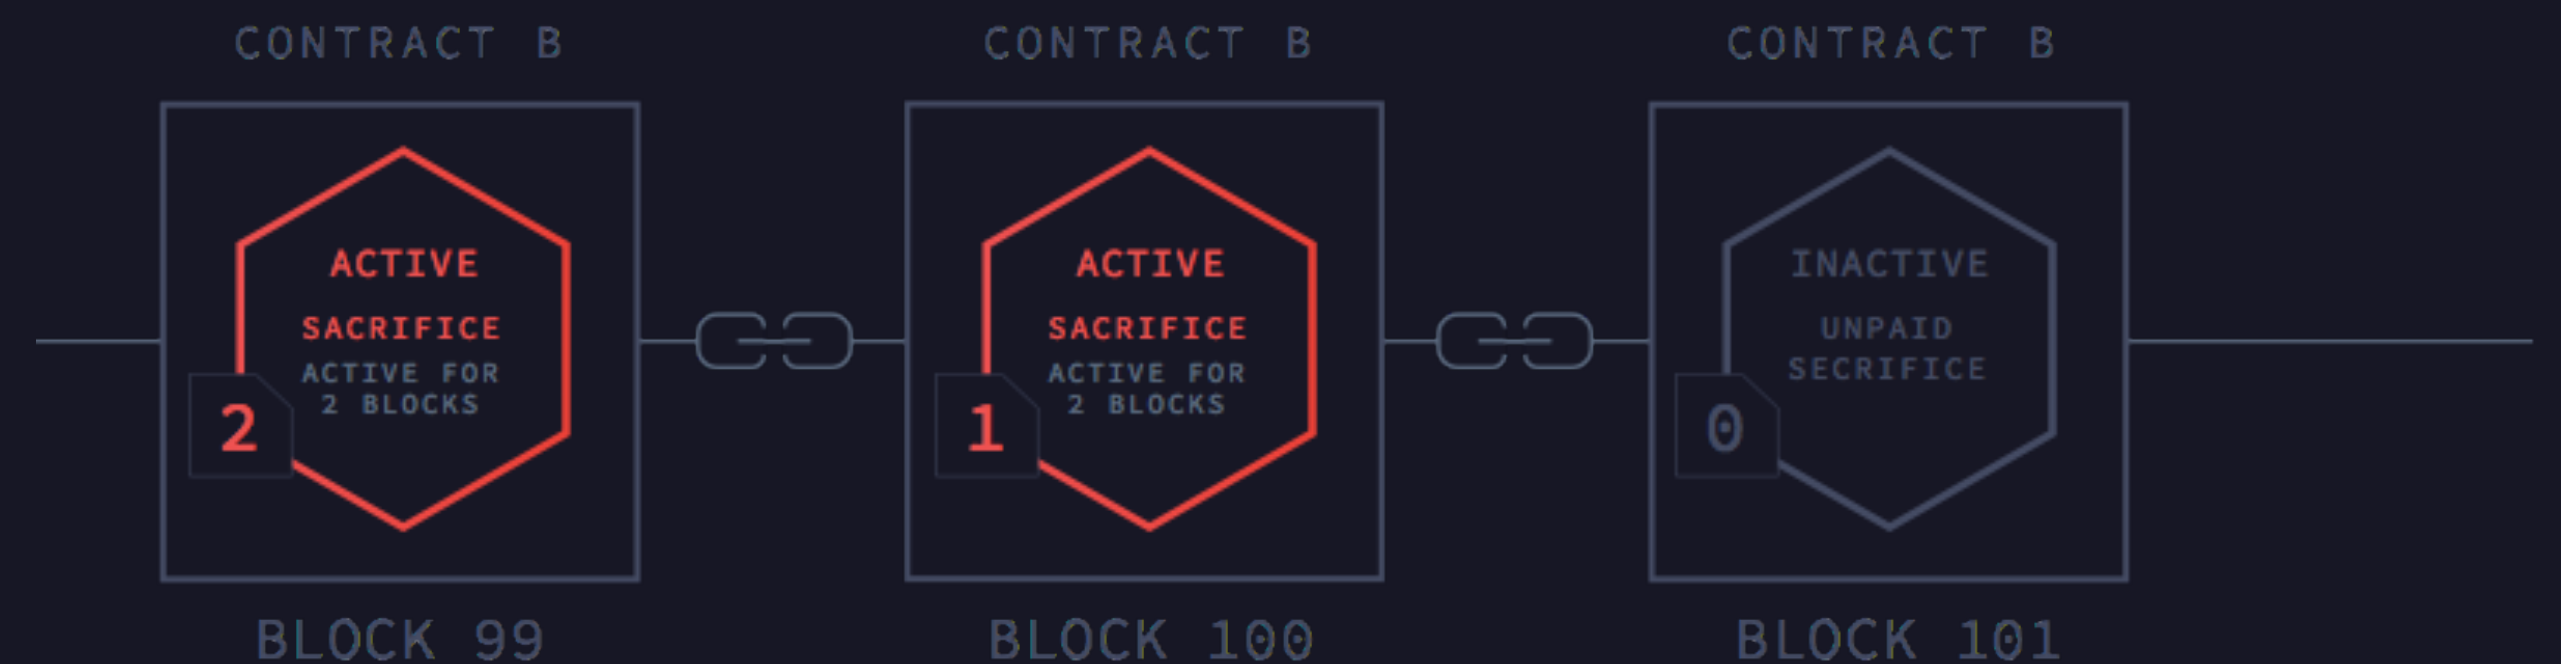 CONTRACT B
CONTRACT B
CONTRACT B
ACTIVE
SACRIFICE
ACTIVE FOR
2 BLOCKS
2
ACTIVE
SACRIFICE
ACTIVE FOR
2 BLOCKS
1
INACTIVE
UNPAID
SECRIFICE
0
BLOCK 99
BLOCK 100
BLOCK 101